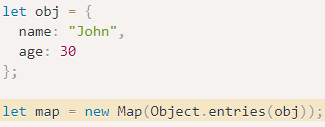 let obj = {
  name: "John",
  age: 30
};

let map = new Map(Object.entries(obj));